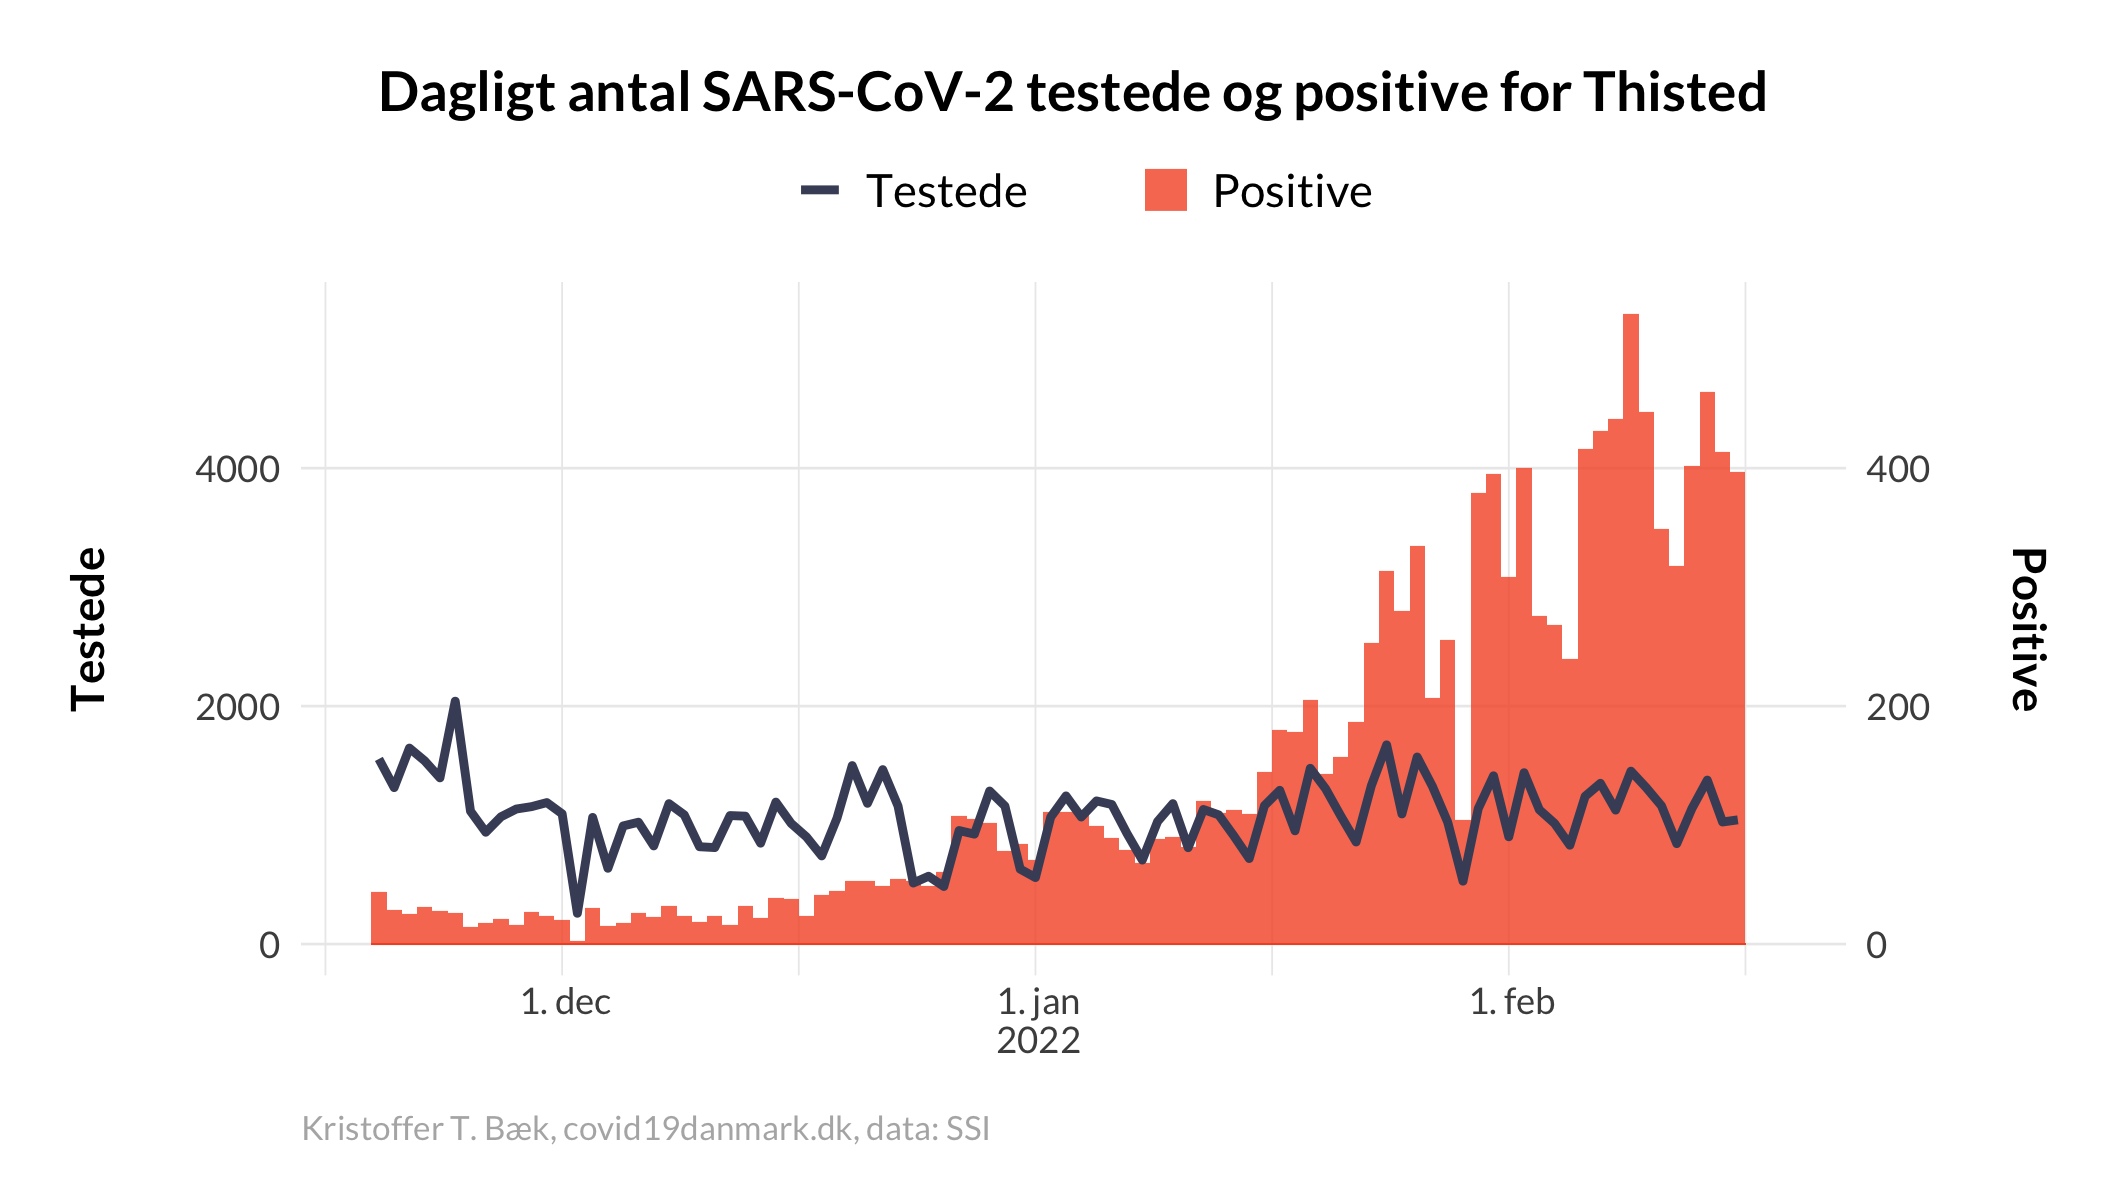 Dagligt antal SARS-CoV-2 testede og positive for Thisted
Testede
Positive
Testede
4000
2000
0
400
200
0
Positive
1. dec
1. jan
2022
1. feb
Kristoffer T. Bæk, covid19danmark.dk, data: SSI